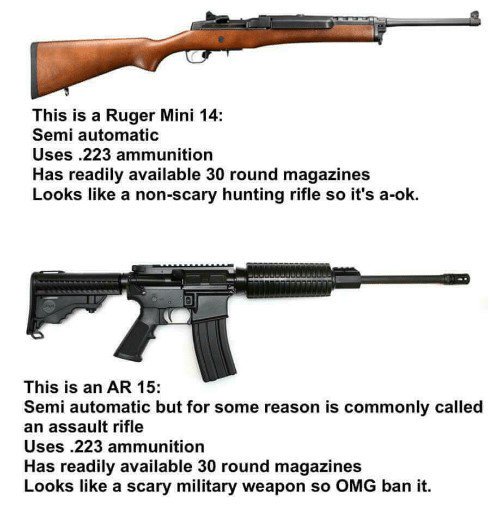 This is a Ruger Mini 14:
Semi automatic
Uses .223 ammunition
Has readily available 30 round magazines
Looks like a non-scary hunting rifle so it's a-ok.
This is an AR 15:
Semi automatic but for some reason is commonly called
an assault rifle
Uses .223 ammunition
Has readily available 30 round magazines
Looks like a scary military weapon so OMG ban it.